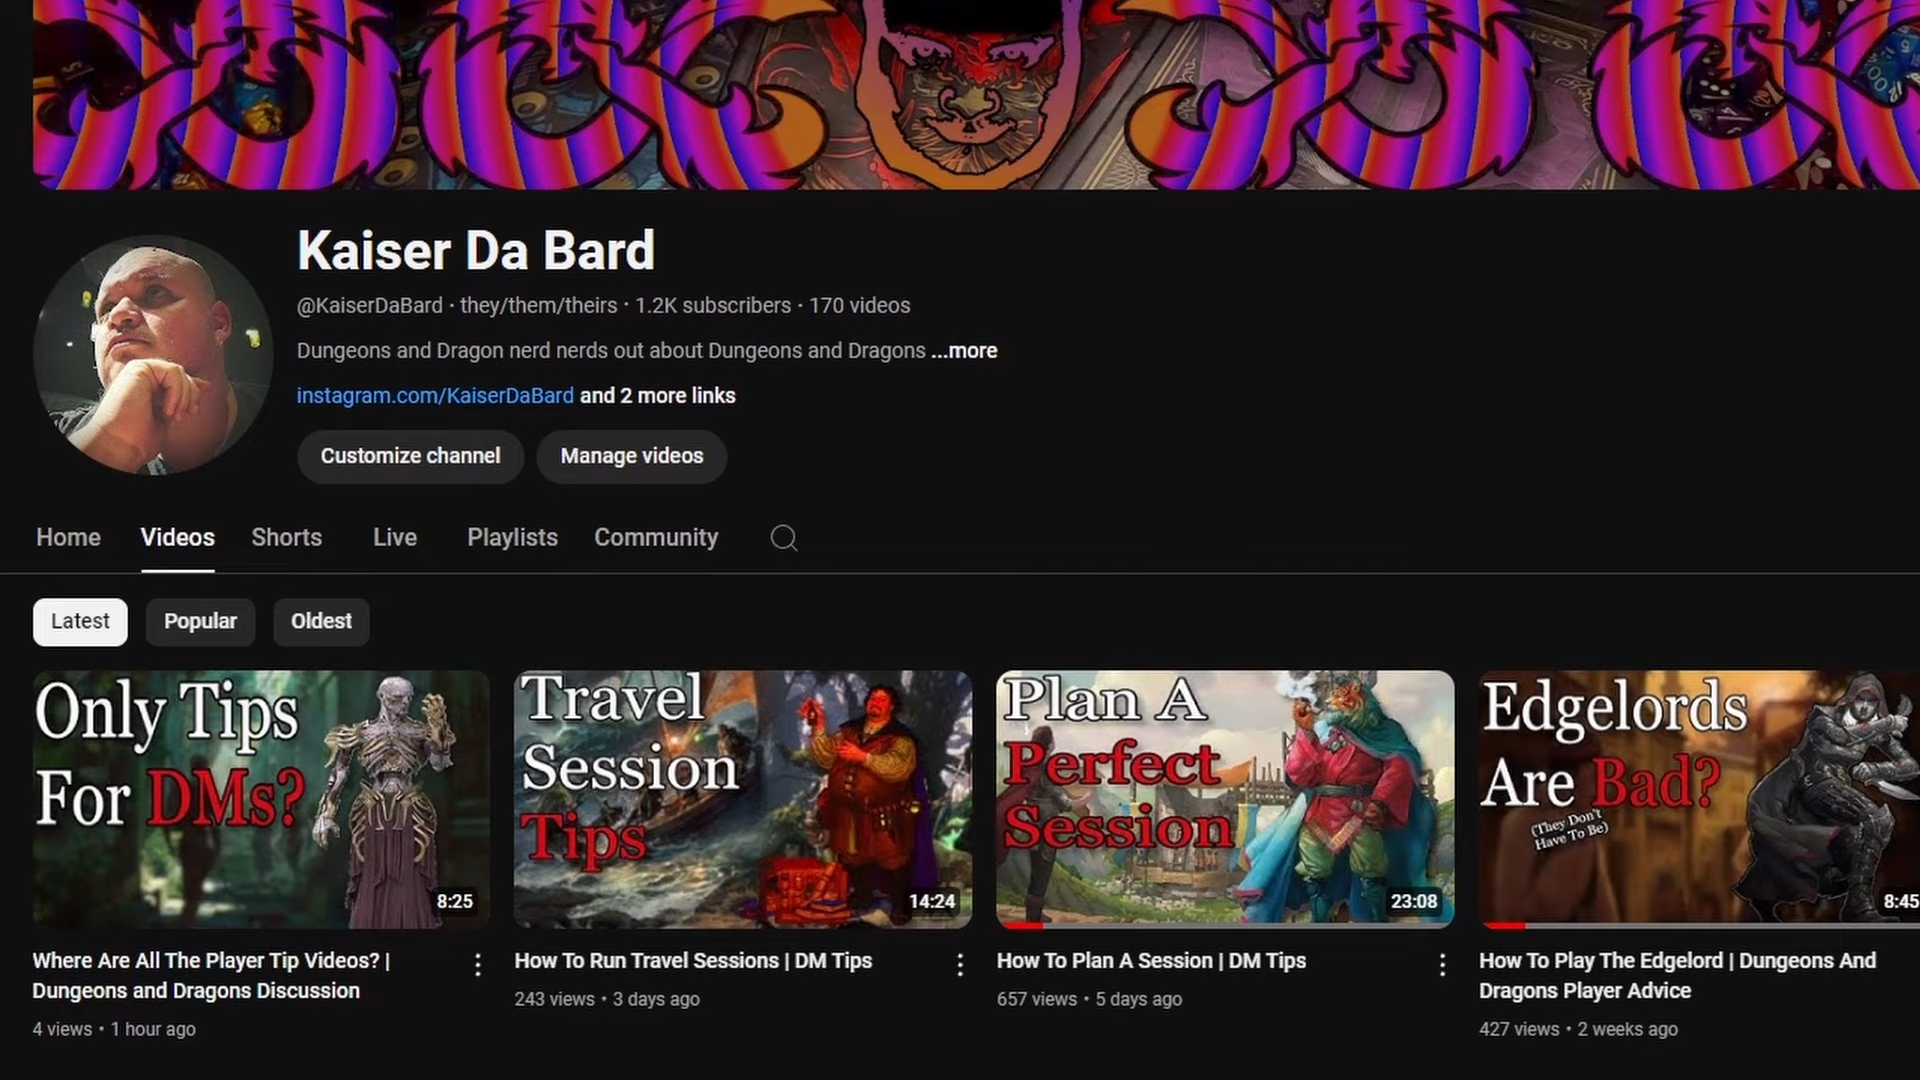 Kaiser Da Bard
@KaiserDaBard · they/them/theirs · 1.2K subscribers · 170 videos
Dungeons and Dragon nerd nerds out about Dungeons and Dragons ...more
instagram.com/KaiserDaBard and 2 more links
Customize channel
Manage videos
Home
Videos
Shorts
Live
Playlists
Community
Latest
Popular
Oldest
Only Tips
For DMs?
8:25
Travel
Session
Tips
14:24
Plan A
Perfect
Session
23:08
Edgelords
Are Bad?
(They Don't
Have To Be)
8:45
Where Are All The Player Tip Videos? |
Dungeons and Dragons Discussion
4 views • 1 hour ago
How To Run Travel Sessions | DM Tips
243 views • 3 days ago
How To Plan A Session | DM Tips
657 views • 5 days ago
How To Play The Edgelord | Dungeons And
Dragons Player Advice
427 views • 2 weeks ago